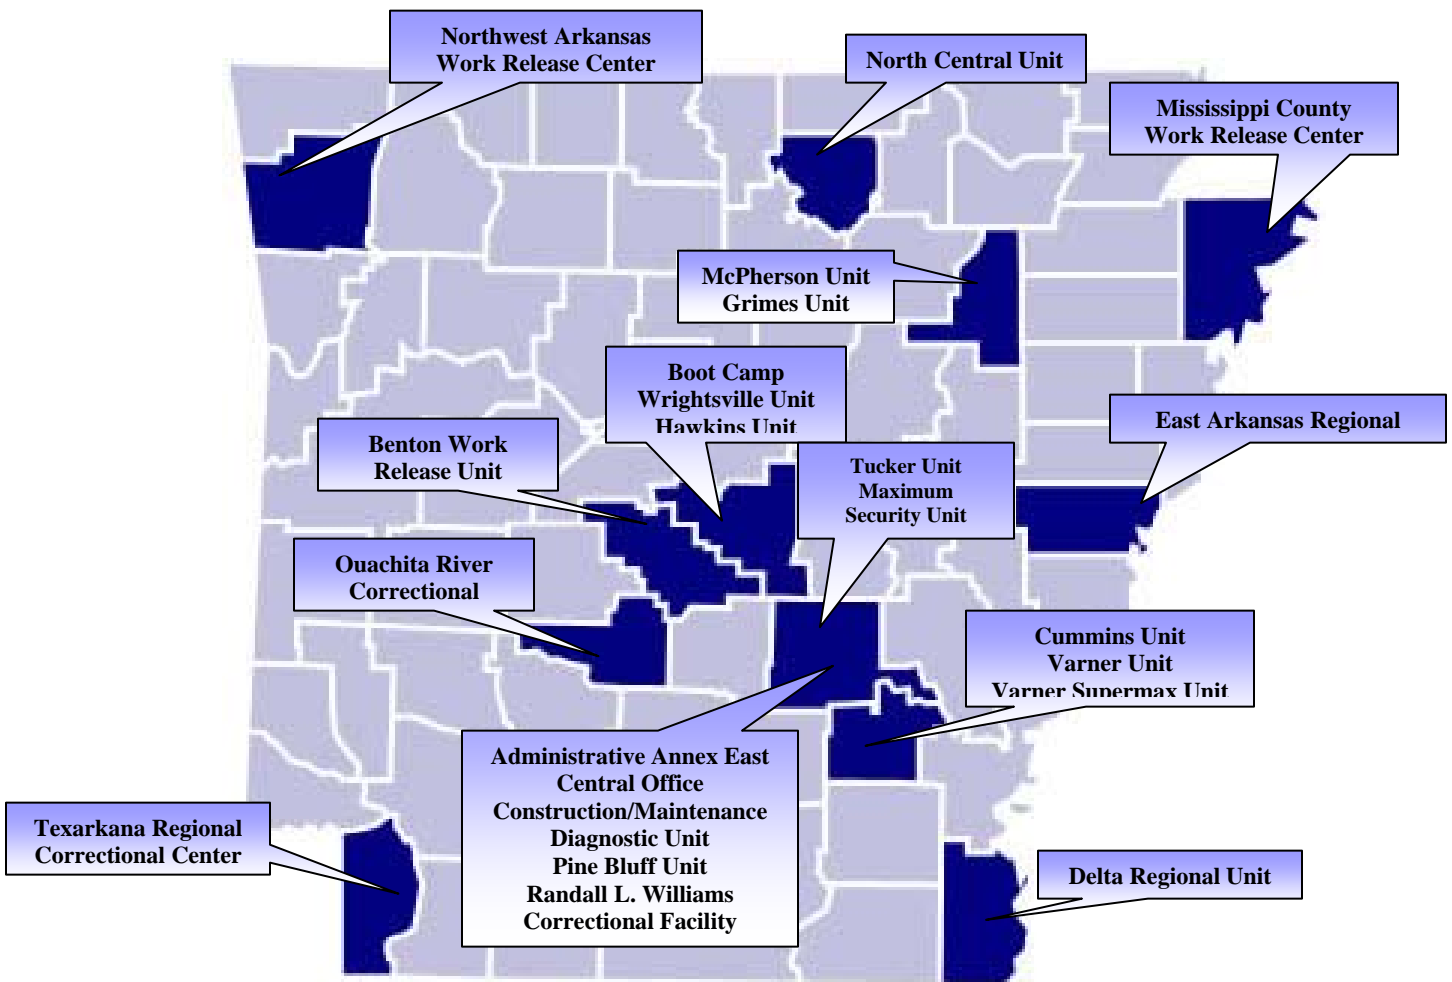 Northwest Arkansas
Work Release Center
North Central Unit
Mississippi County
Work Release Center
McPherson Unit
Grimes Unit
Boot Camp
Wrightsville Unit
Hawkins Unit
East Arkansas Regional
Benton Work
Release Unit
Tucker Unit
Maximum
Security Unit
Ouachita River
Correctional
Cummins Unit
Varner Unit
Varner Supermax Unit
Administrative Annex East
Central Office
Construction/Maintenance
Diagnostic Unit
Pine Bluff Unit
Randall L. Williams
Correctional Facility
Texarkana Regional
Correctional Center
Delta Regional Unit